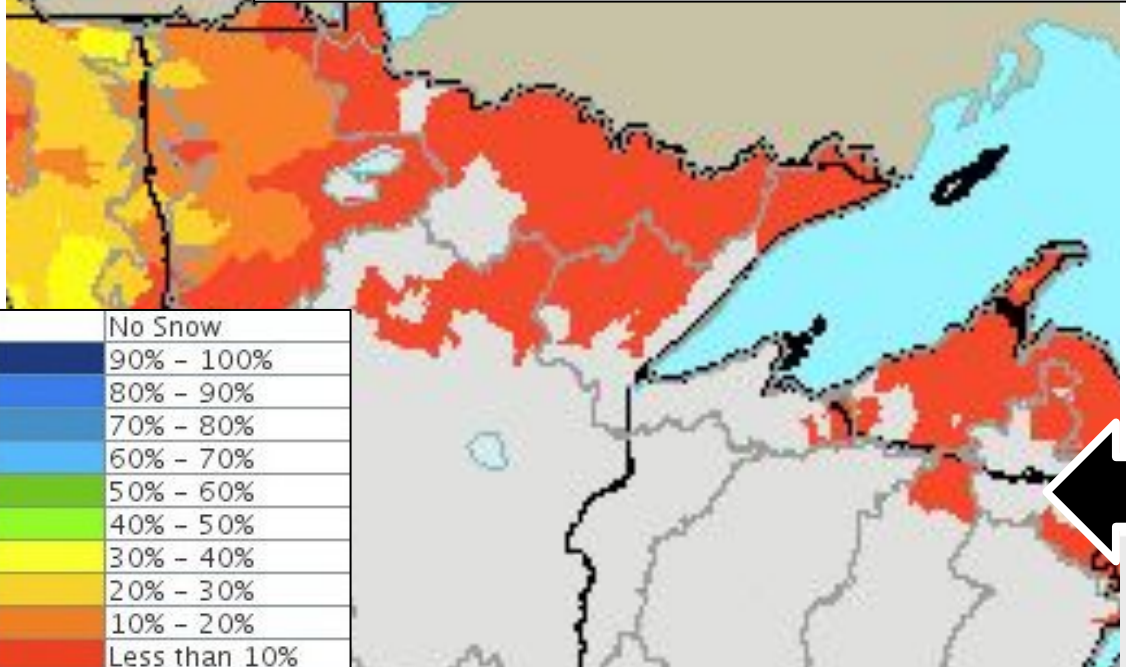 No Snow
90% – 100%
80% – 90%
70% – 80%
60% – 70%
50% – 60%
40% – 50%
30% – 40%
20% – 30%
10% – 20%
Less than 10%